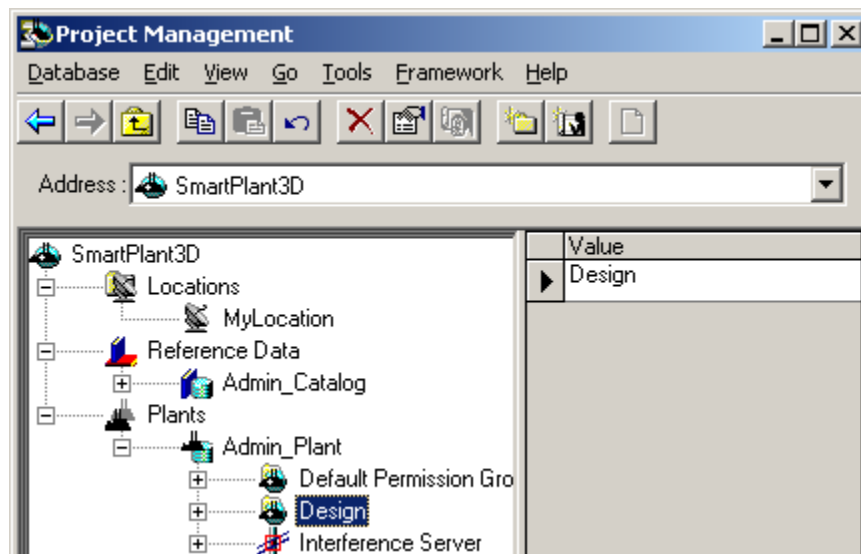 Project Management
Database Edit View Go Tools Framework Help
Address : SmartPlant3D
SmartPlant3D
Locations
MyLocation
Reference Data
Admin_Catalog
Plants
Admin_Plant
Default Permission Gro
Design
Interference Server
Value
Design